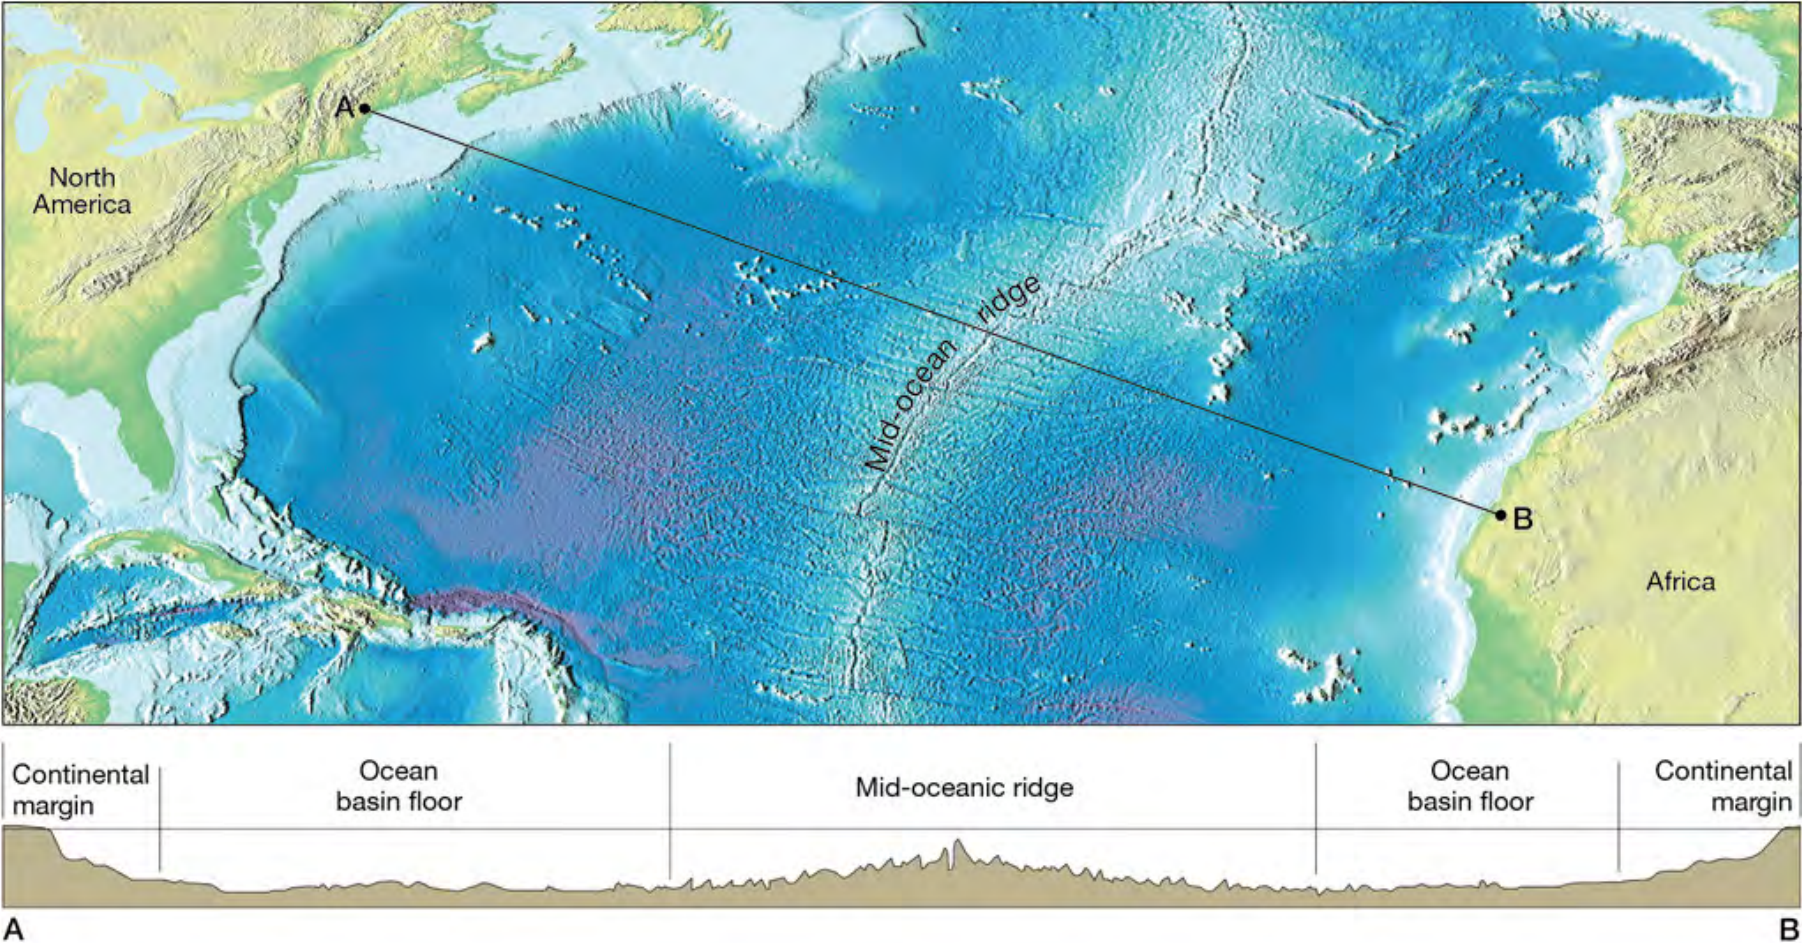 A
North
America
Mid-ocean ridge
B
Africa
Continental
margin
Ocean
basin floor
Mid-oceanic ridge
Ocean
basin floor
Continental
margin
A
B